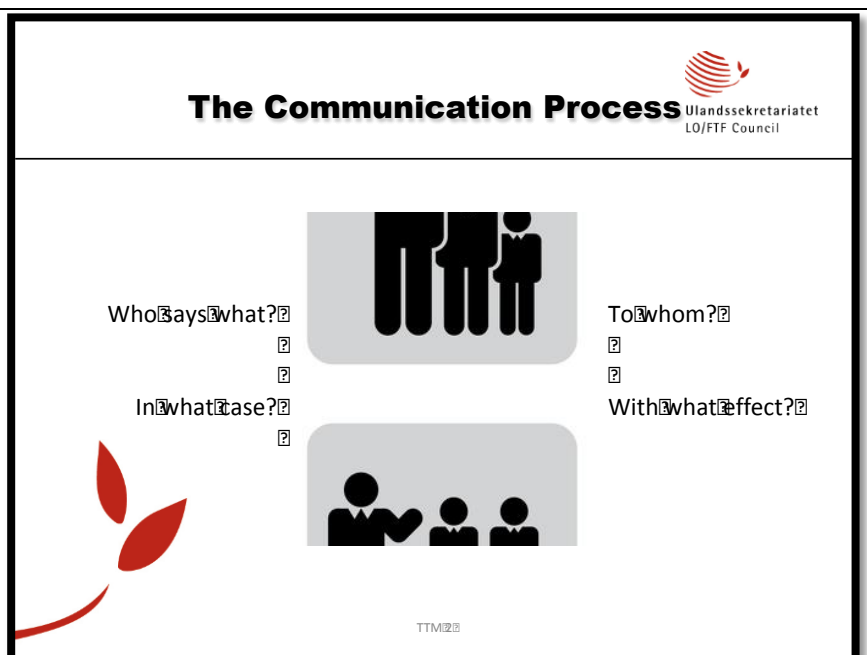 The Communication Process
Ulandssekretariatet
LO/FTF Council
Who says what?
To whom?
In what case?
With what effect?
TTM 2